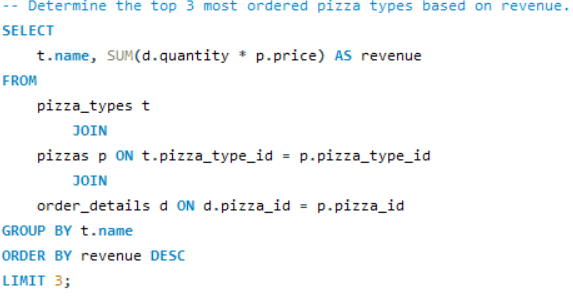 -- Determine the top 3 most ordered pizza types based on revenue.
SELECT
    t.name, SUM(d.quantity * p.price) AS revenue
FROM
    pizza_types t
        JOIN
    pizzas p ON t.pizza_type_id = p.pizza_type_id
        JOIN
    order_details d ON d.pizza_id = p.pizza_id
GROUP BY t.name
ORDER BY revenue DESC
LIMIT 3;